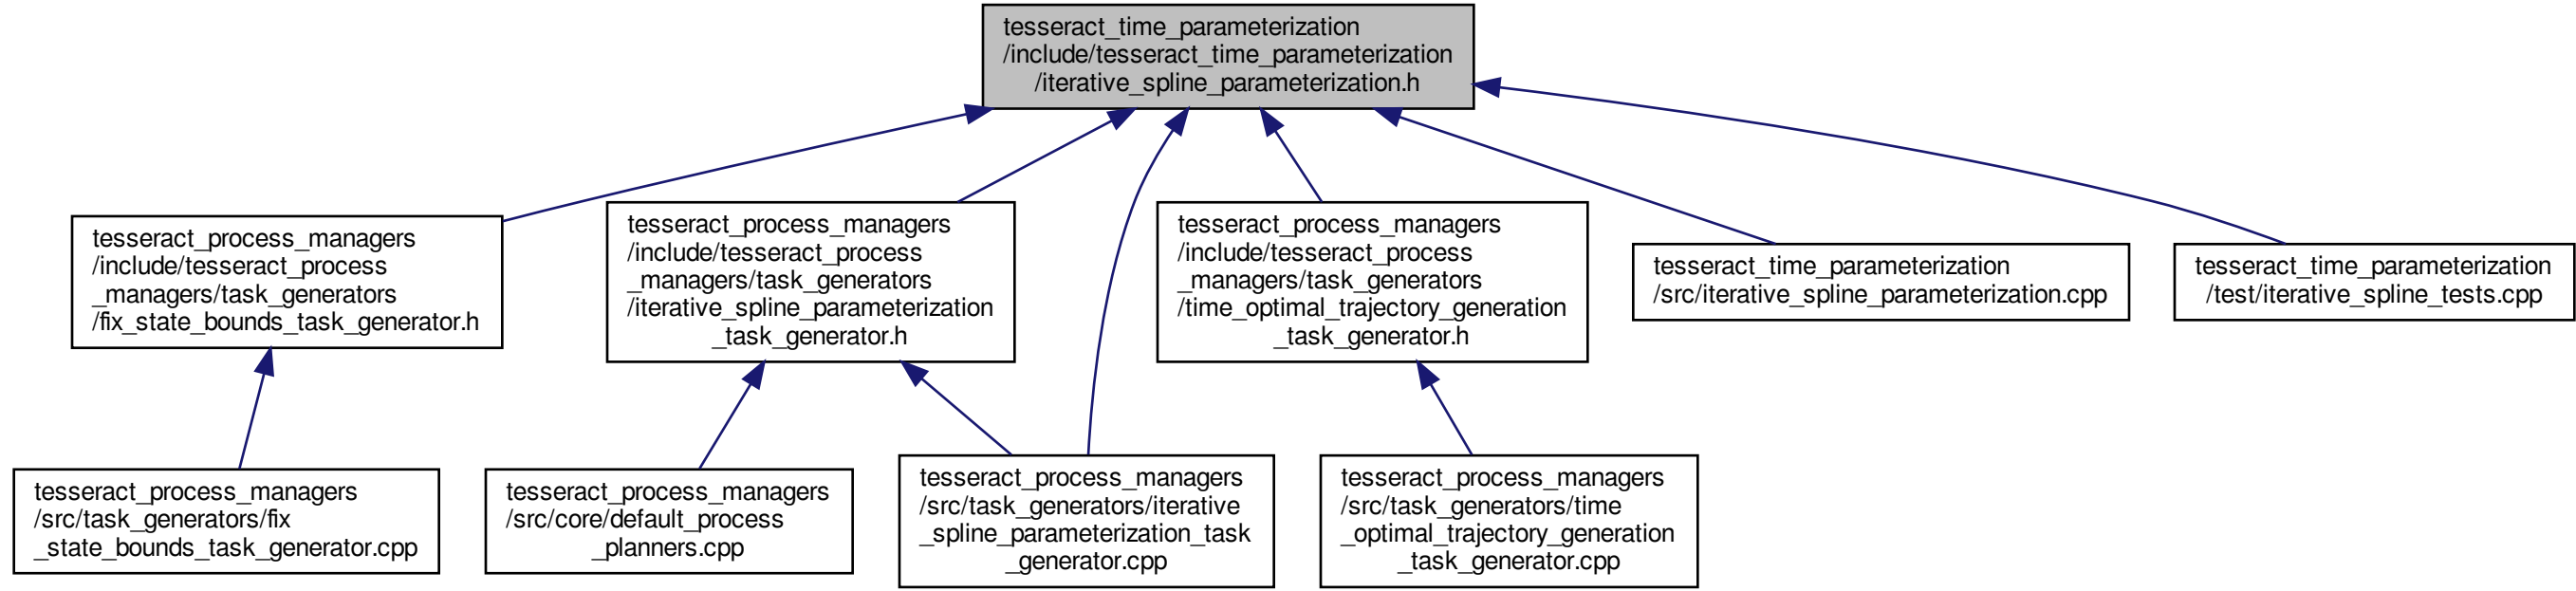 tesseract_time_parameterization
/include/tesseract_time_parameterization
/iterative_spline_parameterization.h
tesseract_process_managers
/include/tesseract_process
_managers/task_generators
/fix_state_bounds_task_generator.h
tesseract_process_managers
/include/tesseract_process
_managers/task_generators
/iterative_spline_parameterization
_task_generator.h
tesseract_process_managers
/include/tesseract_process
_managers/task_generators
/time_optimal_trajectory_generation
_task_generator.h
tesseract_time_parameterization
/src/iterative_spline_parameterization.cpp
tesseract_time_parameterization
/test/iterative_spline_tests.cpp
tesseract_process_managers
/src/task_generators/fix
_state_bounds_task_generator.cpp
tesseract_process_managers
/src/core/default_process
_planners.cpp
tesseract_process_managers
/src/task_generators/iterative
_spline_parameterization_task
_generator.cpp
tesseract_process_managers
/src/task_generators/time
_optimal_trajectory_generation
_task_generator.cpp